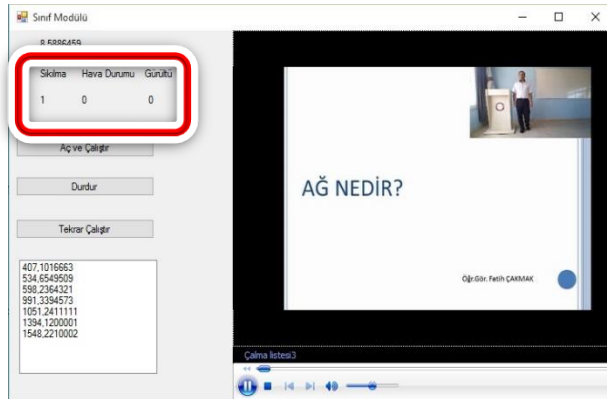 Sınıf Modülü
8,5886459
Sıkılma Hava Durumu Gürültü
1 0 0
Aç ve Çalıştır
Durdur
Tekrar Çalıştır
407,1016663
534,6549509
598,2364321
991,3394573
1051,2411111
1394,1200001
1548,2210002
AĞ NEDİR?
Öğr.Gör. Fatih ÇAKMAK
Çalma listesi3